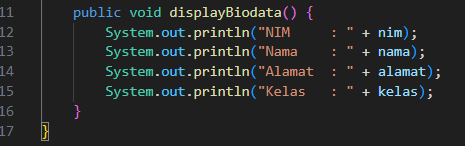 11 public void displayBiodata() {
12 System.out.println("NIM     : " + nim);
13 System.out.println("Nama    : " + nama);
14 System.out.println("Alamat  : " + alamat);
15 System.out.println("Kelas   : " + kelas);
16 }
17 }